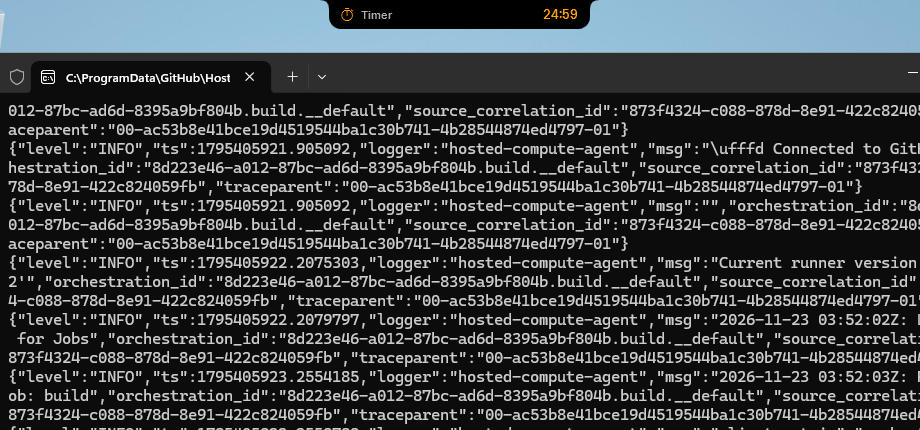 Timer 24:59
C:\ProgramData\GitHub\Host
012-87bc-ad6d-8395a9bf804b.build.__default","source_correlation_id":"873f4324-c088-878d-8e91-422c82405
aceparent":"00-ac53b8e41bce19d4519544ba1c30b741-4b28544874ed4797-01"}
{"level":"INFO","ts":1795405921.905092,"logger":"hosted-compute-agent","msg":"\ufffd Connected to GitH
hestration_id":"8d223e46-a012-87bc-ad6d-8395a9bf804b.build.__default","source_correlation_id":"873f43
78d-8e91-422c824059fb","traceparent":"00-ac53b8e41bce19d4519544ba1c30b741-4b28544874ed4797-01"}
{"level":"INFO","ts":1795405921.905092,"logger":"hosted-compute-agent","msg":"","orchestration_id":"8d
012-87bc-ad6d-8395a9bf804b.build.__default","source_correlation_id":"873f4324-c088-878d-8e91-422c82405
aceparent":"00-ac53b8e41bce19d4519544ba1c30b741-4b28544874ed4797-01"}
{"level":"INFO","ts":1795405922.2075303,"logger":"hosted-compute-agent","msg":"Current runner version
2'","orchestration_id":"8d223e46-a012-87bc-ad6d-8395a9bf804b.build.__default","source_correlation_id":
4-c088-878d-8e91-422c824059fb","traceparent":"00-ac53b8e41bce19d4519544ba1c30b741-4b28544874ed4797-01"
{"level":"INFO","ts":1795405922.2079797,"logger":"hosted-compute-agent","msg":"2026-11-23 03:52:02Z:
for Jobs","orchestration_id":"8d223e46-a012-87bc-ad6d-8395a9bf804b.build.__default","source_correlati
873f4324-c088-878d-8e91-422c824059fb","traceparent":"00-ac53b8e41bce19d4519544ba1c30b741-4b28544874ed4
{"level":"INFO","ts":1795405923.2554185,"logger":"hosted-compute-agent","msg":"2026-11-23 03:52:03Z:
ob: build","orchestration_id":"8d223e46-a012-87bc-ad6d-8395a9bf804b.build.__default","source_correlati
873f4324-c088-878d-8e91-422c824059fb","traceparent":"00-ac53b8e41bce19d4519544ba1c30b741-4b28544874ed4